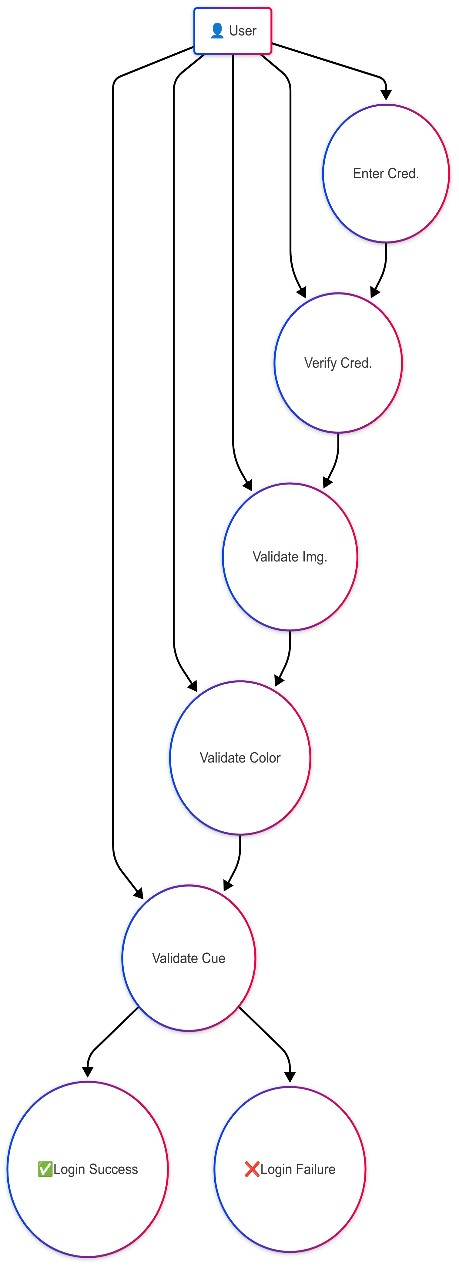 👤 User
Enter Cred.
Verify Cred.
Validate Img.
Validate Color
Validate Cue
✅Login Success
❌Login Failure